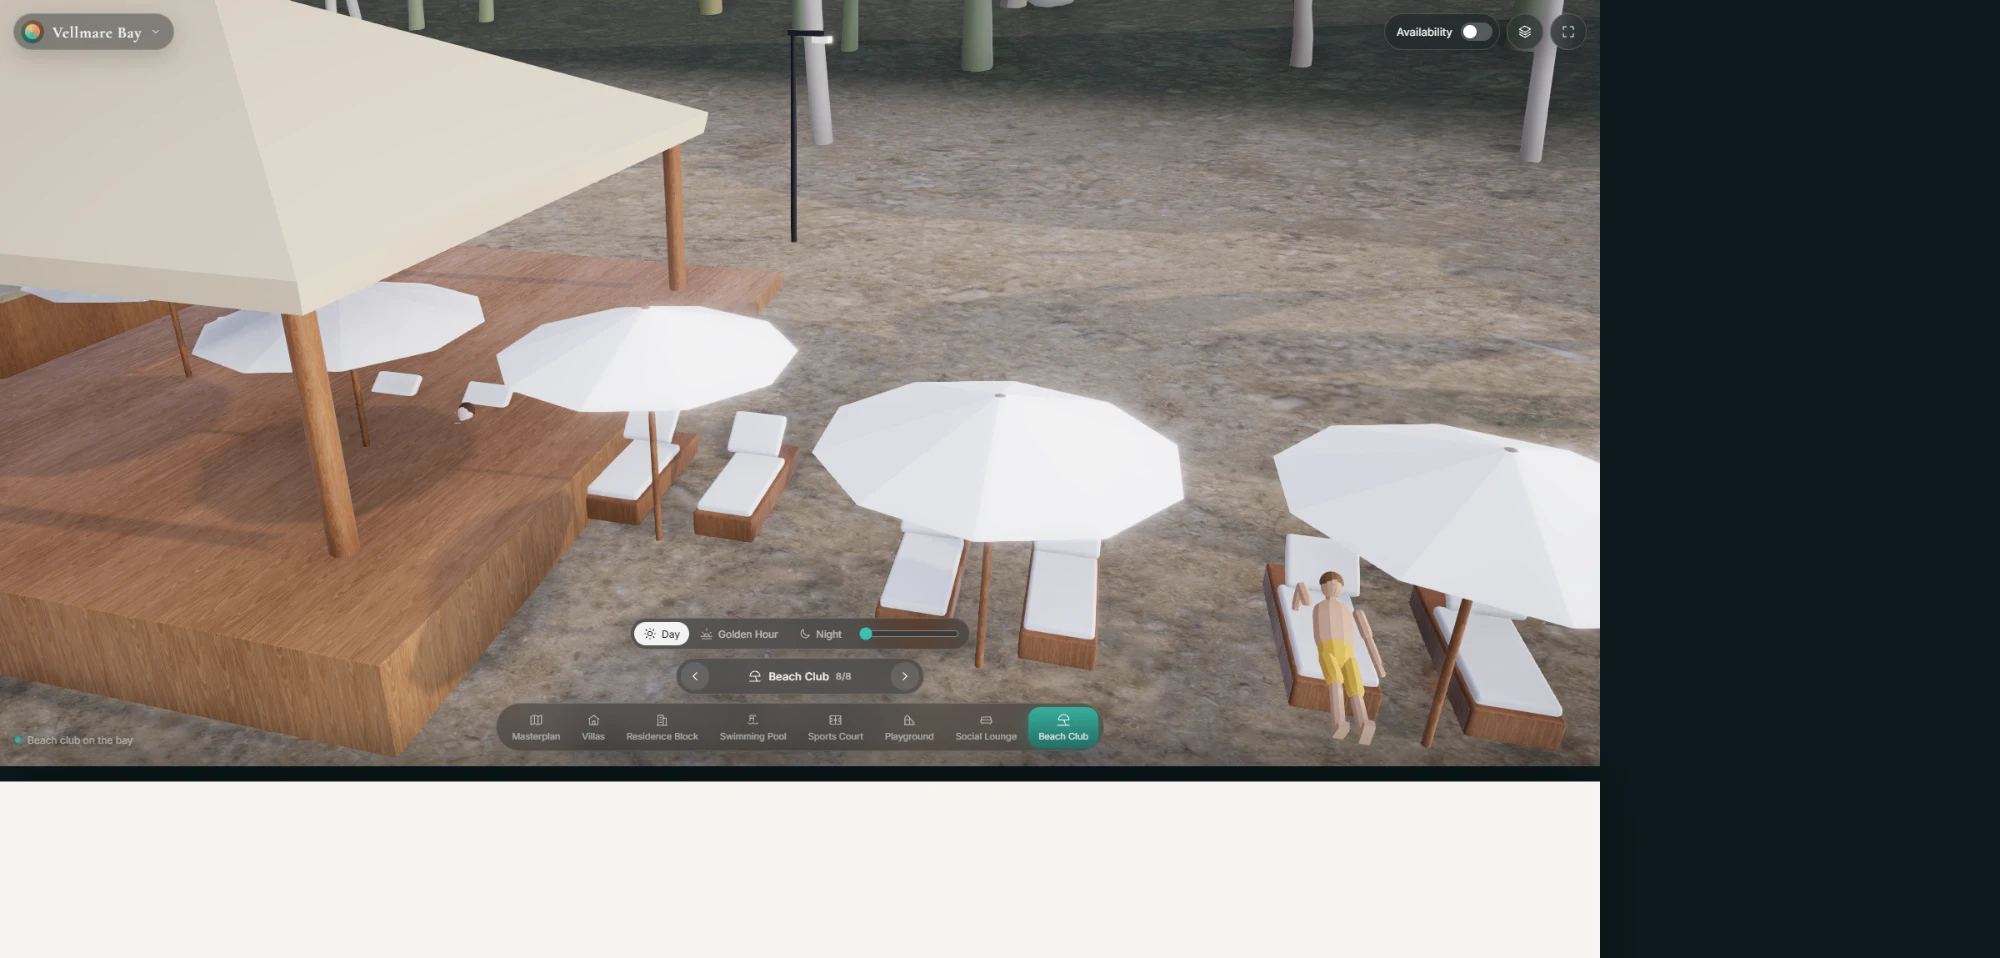 Vellmare Bay
Availability
Day
Golden Hour
Night
Beach Club 8/8
Masterplan
Villas
Residence Block
Swimming Pool
Sports Court
Playground
Social Lounge
Beach Club
Beach club on the bay